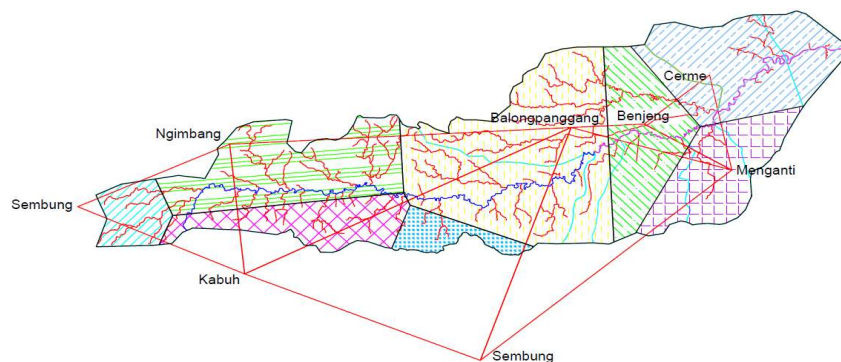 Cerme
Balongpanggang
Benjeng
Ngimbang
Menganti
Sembung
Kabuh
Sembung